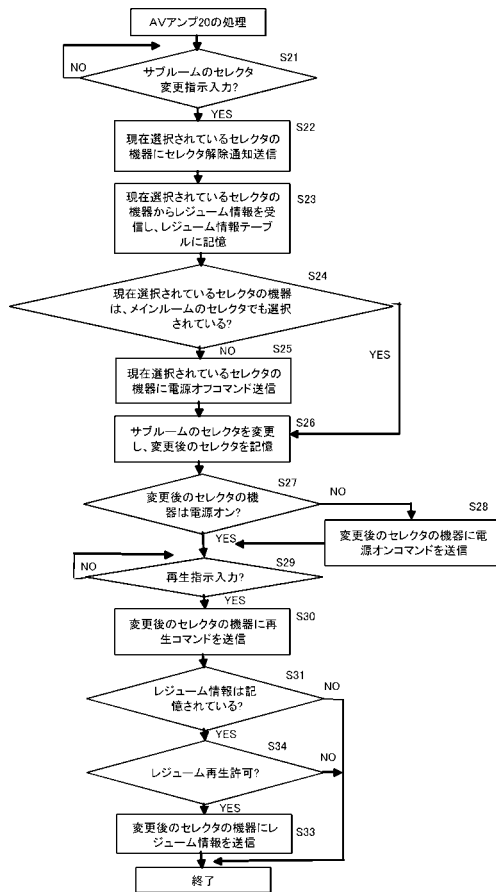 AVアンプ20の処理
S21
NO
サブルームのセレクタ
変更指示入力?
YES
S22
現在選択されているセレクタの
機器にセレクタ解除通知送信
S23
現在選択されているセレクタの
機器からレジューム情報を受
信し、レジューム情報テーブ
ルに記憶
S24
現在選択されているセレクタの機器
は、メインルームのセレクタでも選択
されている?
YES
NO
S25
現在選択されているセレクタの
機器に電源オフコマンド送信
S26
サブルームのセレクタを変更
し、変更後のセレクタを記憶
S27
変更後のセレクタの機
器は電源オン?
NO
S28
変更後のセレクタの機器に電
源オンコマンドを送信
YES
S29
NO
再生指示入力?
YES
S30
変更後のセレクタの機器に再
生コマンドを送信
S31
レジューム情報は記
憶されている?
NO
YES
S34
レジューム再生許可?
NO
YES
変更後のセレクタの機器にレ
ジューム情報を送信
S33
終了